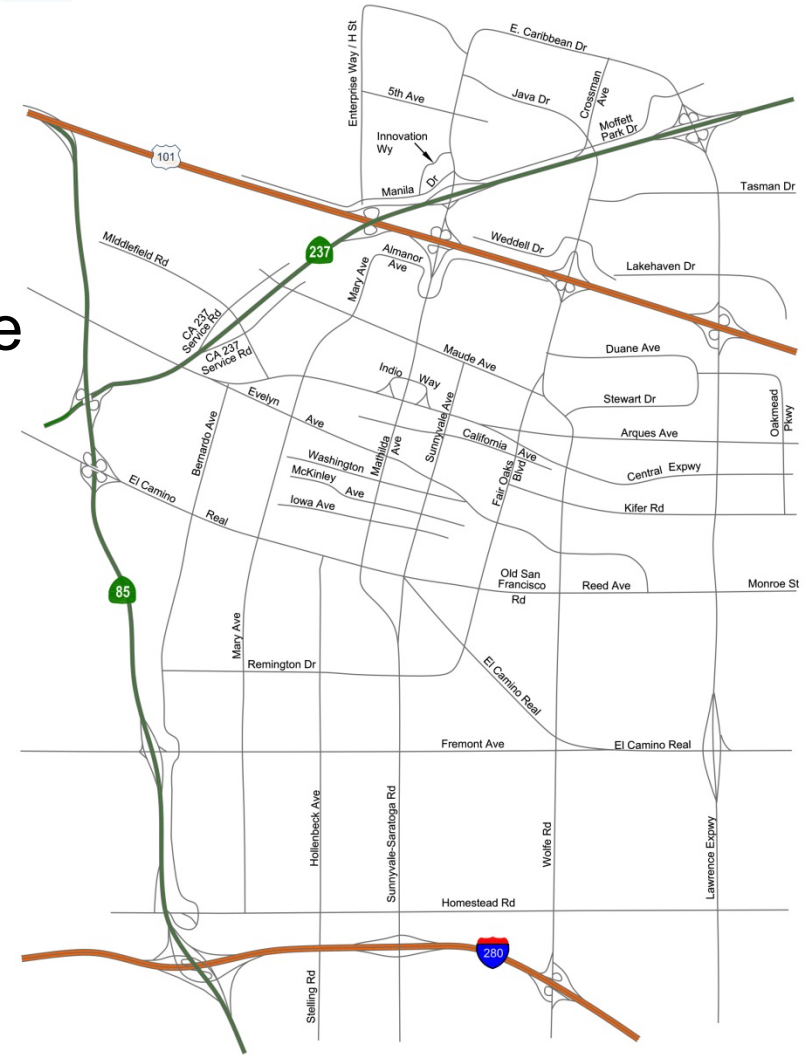 E. Caribbean Dr
Enterprise Way / H St
5th Ave
Java Dr
Crossman
Ave
Moffett
Park Dr
Innovation
Wy
101
Manila
Dr
Tasman Dr
Weddell Dr
237
Almanor
Ave
MIddlefield Rd
Mary Ave
Lakehaven Dr
e
CA 237
Service Rd
CA 237
Service Rd
Maude Ave
Duane Ave
Indio
Way
Stewart Dr
Oakmead
Pkwy
Evelyn
Ave
Bernardo Ave
Mathilda
Ave
Sunnyvale Ave
California
Ave
Arques Ave
Washington
McKinley
Ave
Fair Oaks
Blvd
Central Expwy
El Camino
Real
Iowa Ave
Kifer Rd
85
Old San
Francisco
Rd
Reed Ave
Monroe St
Mary Ave
Remington Dr
El Camino Real
Fremont Ave
El Camino Real
Hollenbeck Ave
Sunnyvale-Saratoga Rd
Wolfe Rd
Lawrence Expwy
Homestead Rd
280
Stelling Rd